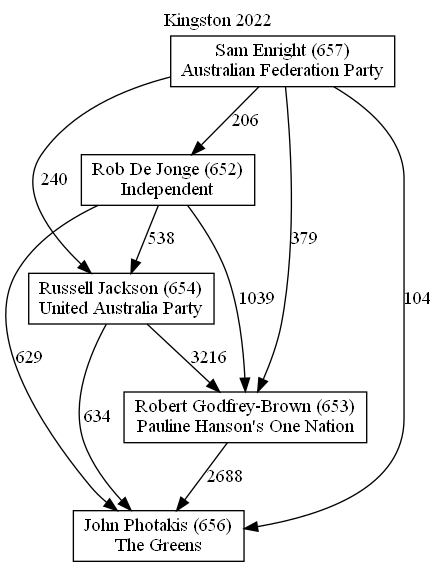 Kingston 2022
Sam Enright (657)
Australian Federation Party
206
Rob De Jonge (652)
Independent
240
379
538
Russell Jackson (654)
United Australia Party
1039
104
629
3216
634
Robert Godfrey-Brown (653)
Pauline Hanson's One Nation
2688
John Photakis (656)
The Greens